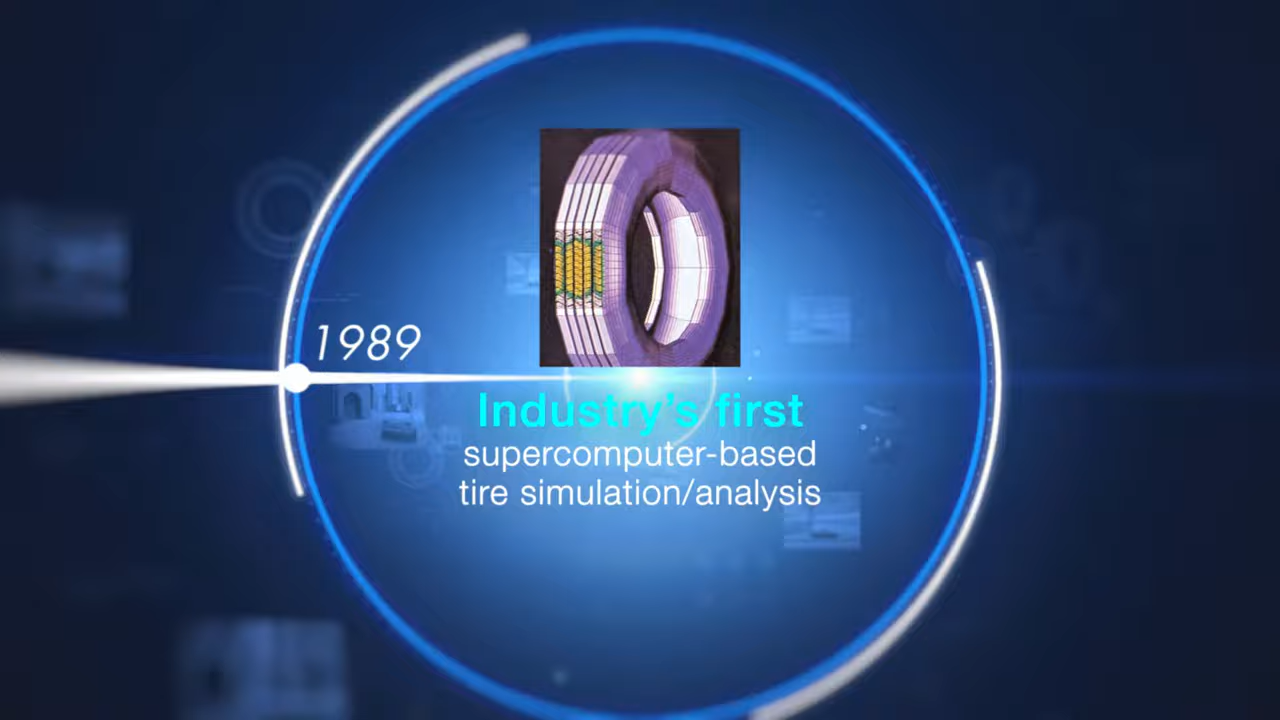 1989
Industry's first
supercomputer-based
tire simulation/analysis